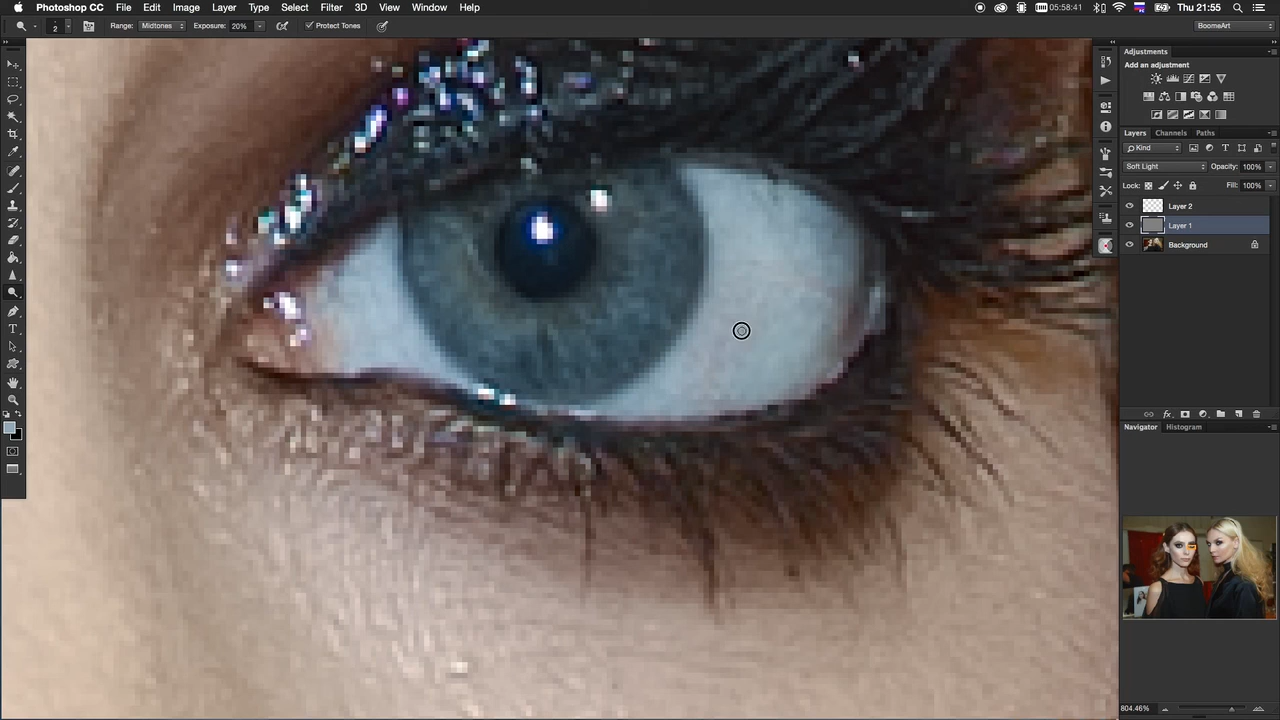 Photoshop CC File Edit Image Layer Type Select Filter 3D View Window Help 05:58:41 Thu 21:55
2 Range: Midtones Exposure: 20% Protect Tones BoomeArt
Adjustments
Add an adjustment
Layers Channels Paths
Kind
Soft Light Opacity: 100%
Lock: Fill: 100%
Layer 2
Layer 1
Background
fx
Navigator Histogram
804.46%
T